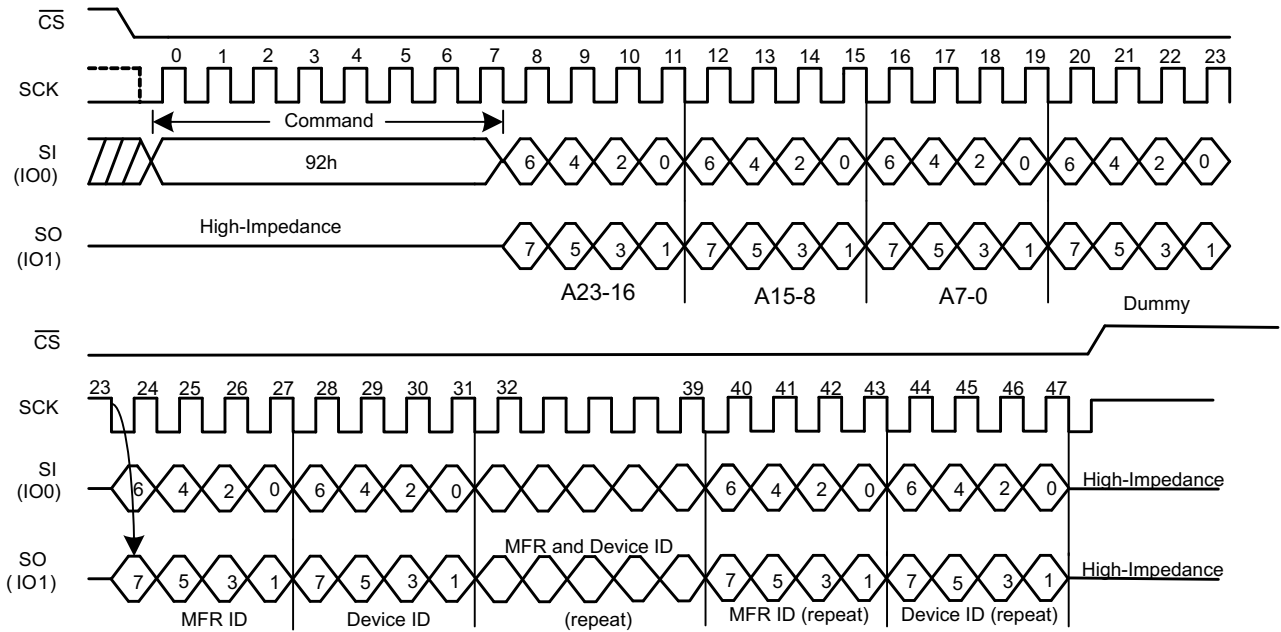 CS
0 1 2 3 4 5 6 7 8 9 10 11 12 13 14 15 16 17 18 19 20 21 22 23
SCK
Command
SI
(IO0)
92h 6 4 2 0 6 4 2 0 6 4 2 0 6 4 2 0
High-Impedance
SO
(IO1)
7 5 3 1 7 5 3 1 7 5 3 1 7 5 3 1
A23-16 A15-8 A7-0
Dummy
CS
23 24 25 26 27 28 29 30 31 32 39 40 41 42 43 44 45 46 47
SCK
SI
(IO0)
6 4 2 0 6 4 2 0 6 4 2 0 6 4 2 0 High-Impedance
MFR and Device ID
SO
(IO1)
7 5 3 1 7 5 3 1 7 5 3 1 7 5 3 1 High-Impedance
MFR ID Device ID (repeat) MFR ID (repeat) Device ID (repeat)